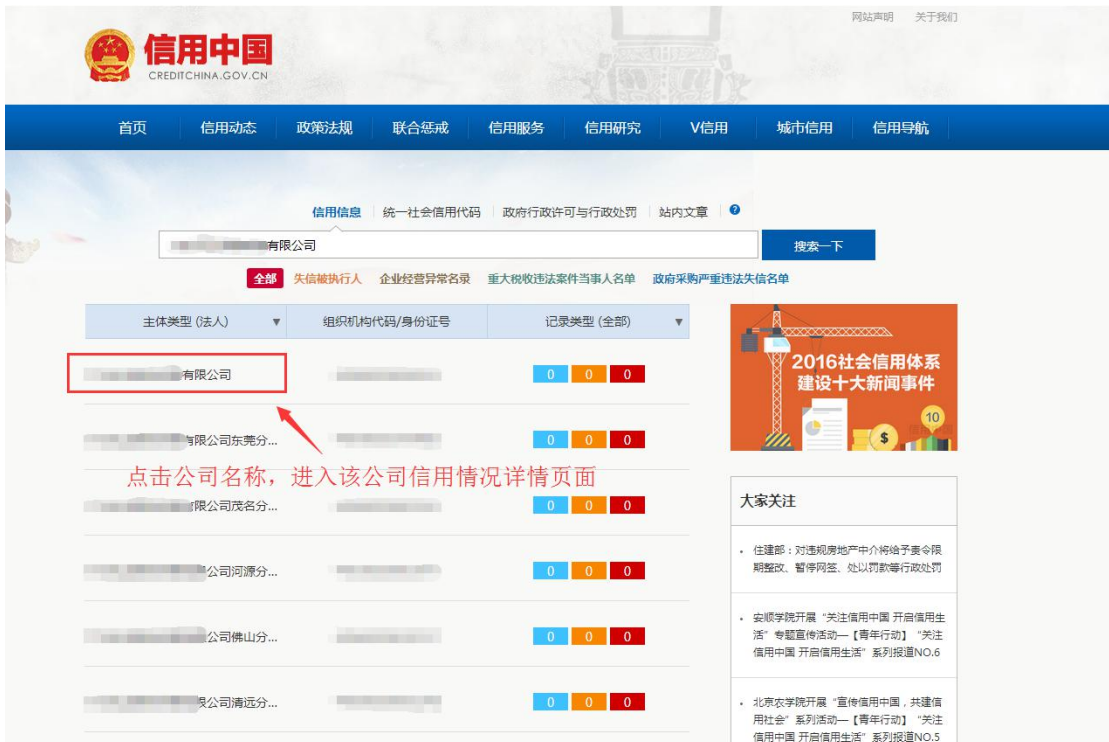 网站声明 关于我们
信用中国
CREDITCHINA.GOV.CN
首页 信用动态 政策法规 联合惩戒 信用服务 信用研究 V信用 城市信用 信用导航
信用信息 统一社会信用代码 政府行政许可与行政处罚 站内文章 ?
有限公司 搜索一下
全部 失信被执行人 企业经营异常名录 重大税收违法案件当事人名单 政府采购严重违法失信名单
主体类型 (法人) ▼ 组织机构代码/身份证号 记录类型 (全部) ▼
有限公司 0 0 0
有限公司东莞分... 0 0 0
点击公司名称，进入该公司信用情况详情页面
限公司茂名分... 0 0 0
公司河源分... 0 0 0
公司佛山分... 0 0 0
限公司清远分... 0 0 0
2016社会信用体系
建设十大新闻事件
10
$
大家关注
住建部：对违规房地产中介将给予责令限
期整改、暂停网签、处以罚款等行政处罚
安顺学院开展“关注信用中国 开启信用生
活”专题宣传活动—【青年行动】“关注
信用中国 开启信用生活”系列报道NO.6
北京农学院开展“宣传信用中国，共建信
用社会”系列活动—【青年行动】“关注
信用中国 开启信用生活”系列报道NO.5